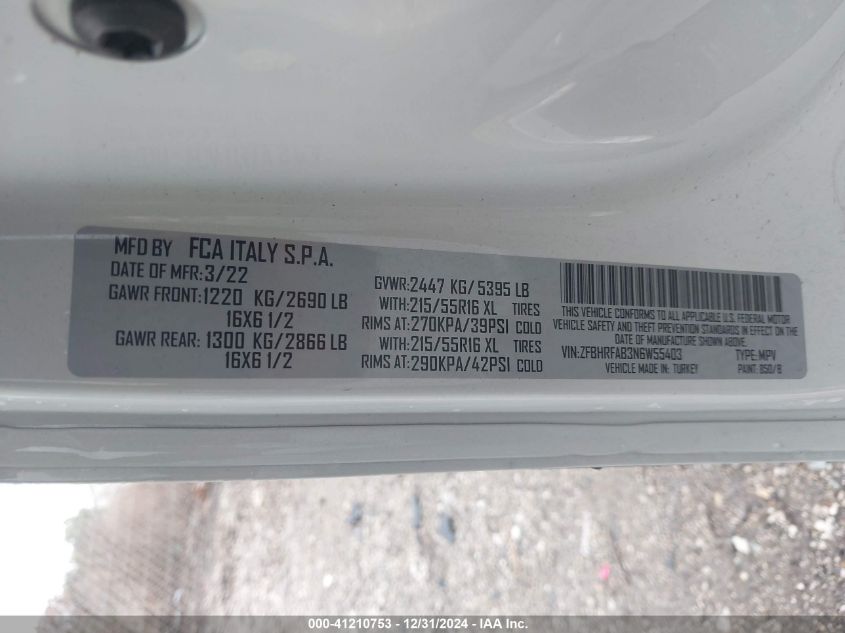 MFD BY FCA ITALY S.P.A.
DATE OF MFR:3/22
GAWR FRONT:1220 KG/2690 LB
16X6 1/2
GAWR REAR: 1300 KG/2866 LB
16X6 1/2
GVWR:2447 KG/5395 LB
WITH:215/55R16 XL TIRES
RIMS AT:270KPA/39PSI COLD
WITH:215/55R16 XL TIRES
RIMS AT:290KPA/42PSI COLD
THIS VEHICLE CONFORMS TO ALL APPLICABLE U.S. FEDERAL MOTOR
VEHICLE SAFETY AND THEFT PREVENTION STANDARDS IN EFFECT ON THE
DATE OF MANUFACTURE SHOWN ABOVE.
VIN:ZFBHRFAB3N6W55403 TYPE:MPV
VEHICLE MADE IN: TURKEY PAINT: 850/B
000-41210753 - 12/31/2024 - IAA Inc.